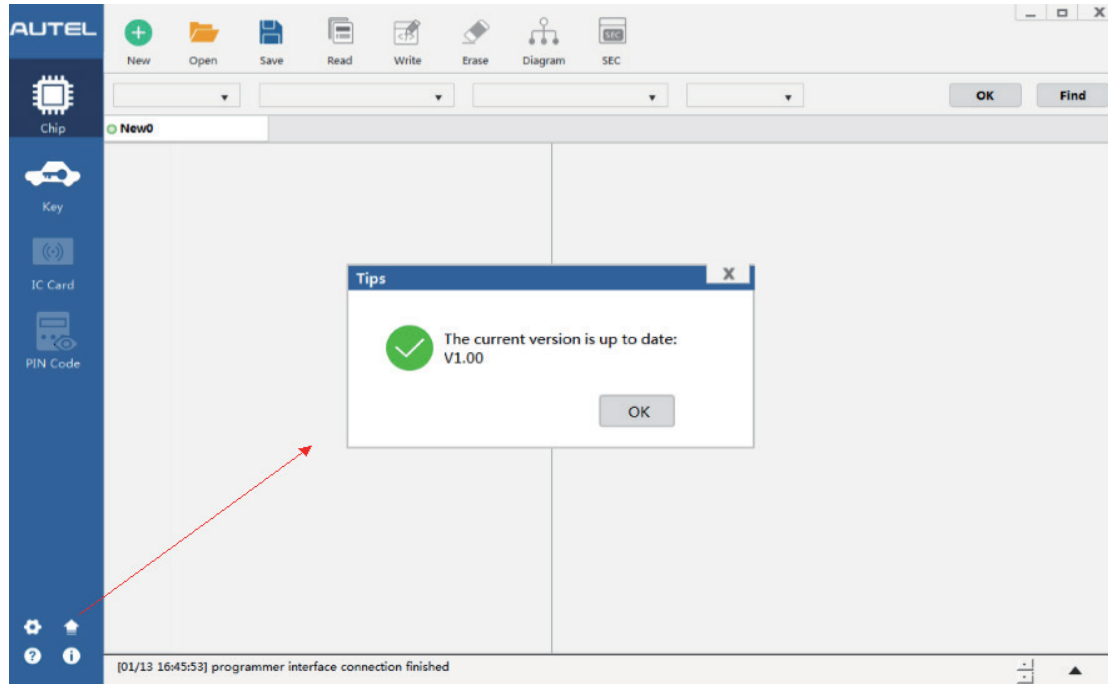 AUTEL
New Open Save Read Write Erase Diagram SEC
SEC
OK Find
Chip
New0
Key
IC Card
PIN Code
Tips X
The current version is up to date:
V1.00
OK
[01/13 16:45:53] programmer interface connection finished